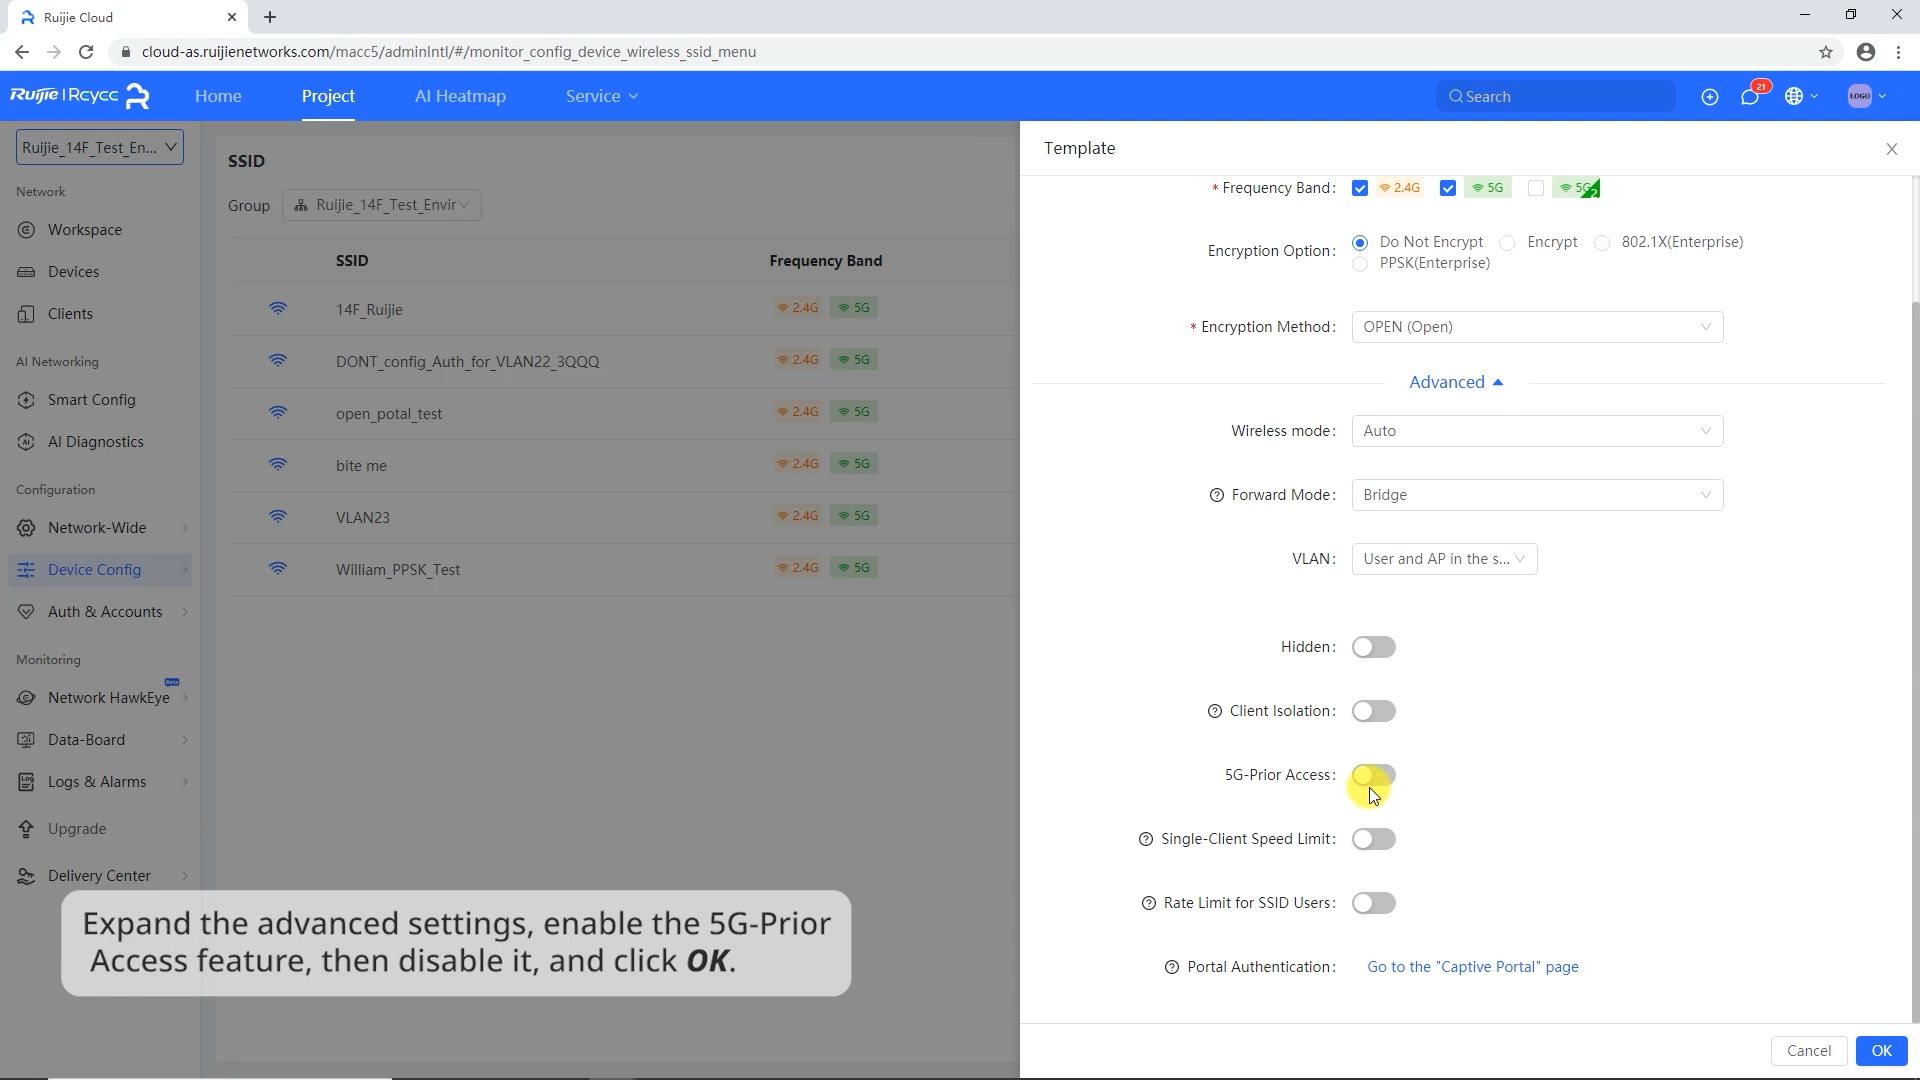 Ruijie Cloud
cloud-as.ruijienetworks.com/macc5/adminIntl/#/monitor_config_device_wireless_ssid_menu
Ruijie | Rcycc
Home
Project
AI Heatmap
Service
Search
21
LOGO
Ruijie_14F_Test_En...
Network
Workspace
Devices
Clients
AI Networking
Smart Config
AI Diagnostics
Configuration
Network-Wide
Device Config
Auth & Accounts
Monitoring
Beta
Network HawkEye
Data-Board
Logs & Alarms
Upgrade
Delivery Center
SSID
Group
Ruijie_14F_Test_Envir
SSID Frequency Band
14F_Ruijie 2.4G 5G
DONT_config_Auth_for_VLAN22_3QQQ 2.4G 5G
open_potal_test 2.4G 5G
bite me 2.4G 5G
VLAN23 2.4G 5G
William_PPSK_Test 2.4G 5G
Template
* Frequency Band: 2.4G 5G 5G 2
Encryption Option: Do Not Encrypt Encrypt 802.1X(Enterprise)
PPSK(Enterprise)
* Encryption Method: OPEN (Open)
Advanced
Wireless mode: Auto
Forward Mode: Bridge
VLAN: User and AP in the s...
Hidden:
Client Isolation:
5G-Prior Access:
Single-Client Speed Limit:
Rate Limit for SSID Users:
Portal Authentication: Go to the "Captive Portal" page
Cancel
OK
Expand the advanced settings, enable the 5G-Prior
Access feature, then disable it, and click OK.